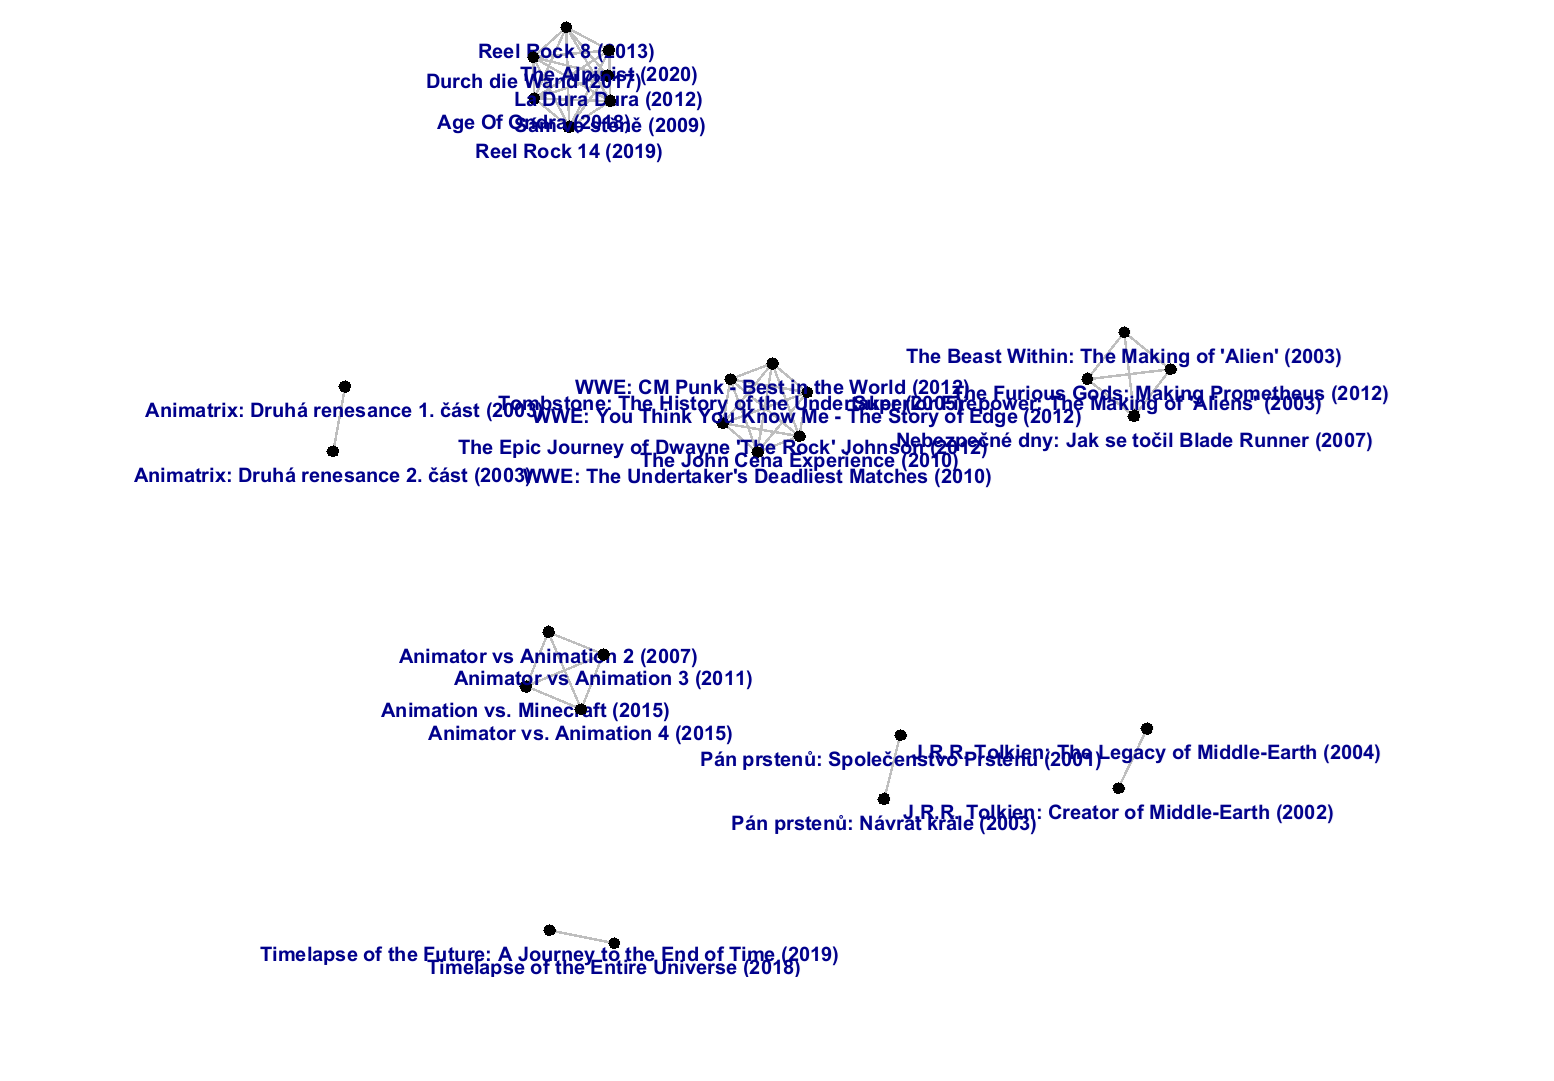 Reel Rock 8 (2013)
The Alpinist (2020)
Durch die Wand (2017)
La Dura Dura (2012)
Age Of Ondra (2018)
Sám ve stěně (2009)
Reel Rock 14 (2019)
The Beast Within: The Making of 'Alien' (2003)
WWE: CM Punk - Best in the World (2012)
The Furious Gods: Making Prometheus (2012)
Tombstone: The History of the Undertaker (2005)
Superior Firepower: The Making of 'Aliens' (2003)
Animatrix: Druhá renesance 1. část (2003)
WWE: You Think You Know Me - The Story of Edge (2012)
Nebezpečné dny: Jak se točil Blade Runner (2007)
The Epic Journey of Dwayne 'The Rock' Johnson (2012)
The John Cena Experience (2010)
Animatrix: Druhá renesance 2. část (2003)
WWE: The Undertaker's Deadliest Matches (2010)
Animator vs Animation 2 (2007)
Animator vs Animation 3 (2011)
Animation vs. Minecraft (2015)
Animator vs. Animation 4 (2015)
J.R.R. Tolkien: The Legacy of Middle-Earth (2004)
Pán prstenů: Společenstvo Prstenu (2001)
J.R.R. Tolkien: Creator of Middle-Earth (2002)
Pán prstenů: Návrat krále (2003)
Timelapse of the Future: A Journey to the End of Time (2019)
Timelapse of the Entire Universe (2018)